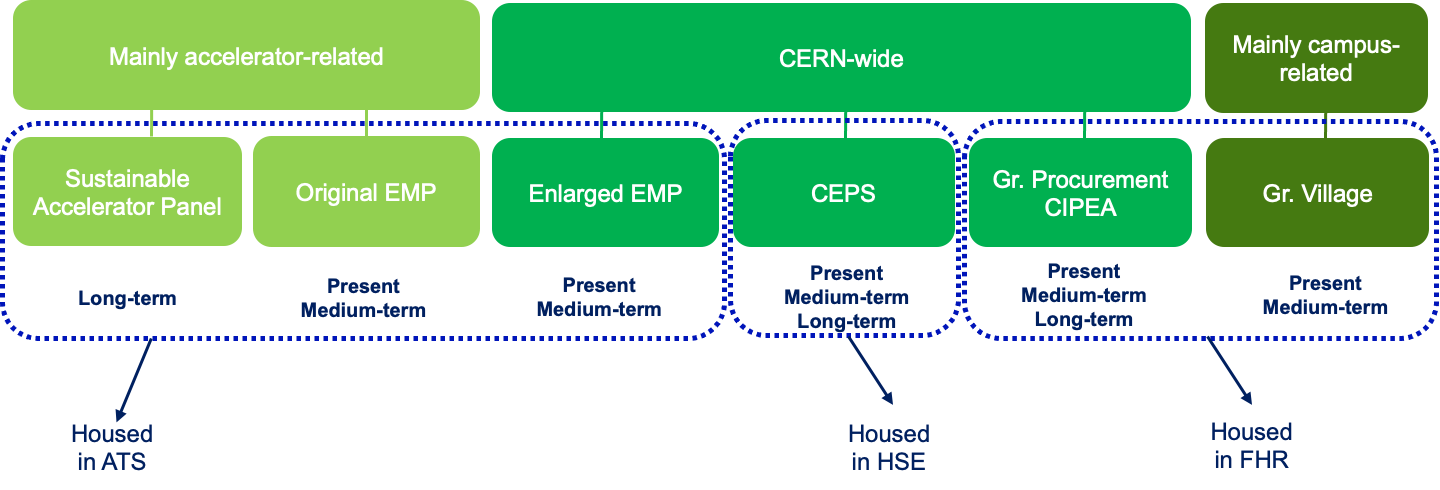 Mainly accelerator-related
CERN-wide
Mainly campus-
related
Sustainable
Accelerator Panel
Original EMP
Enlarged EMP
CEPS
Gr. Procurement
CIPEA
Gr. Village
Long-term
Present
Medium-term
Present
Medium-term
Present
Medium-term
Long-term
Present
Medium-term
Long-term
Present
Medium-term
Housed
in ATS
Housed
in HSE
Housed
in FHR